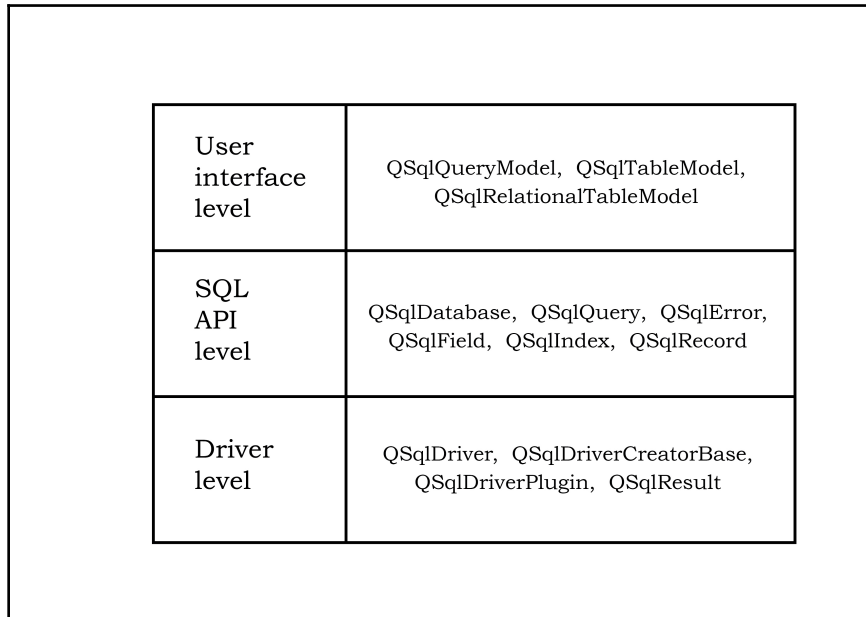 User
interface
level
QSqlQueryModel, QSqlTableModel,
QSqlRelationalTableModel
SQL
API
level
QSqlDatabase, QSqlQuery, QSqlError,
QSqlField, QSqlIndex, QSqlRecord
Driver
level
QSqlDriver, QSqlDriverCreatorBase,
QSqlDriverPlugin, QSqlResult